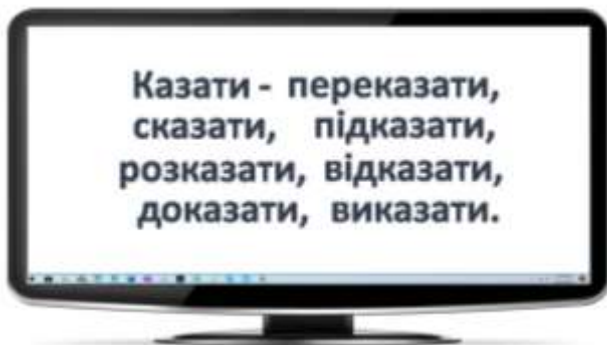 Казати - переказати,
сказати, підказати,
розказати, відказати,
доказати, виказати.